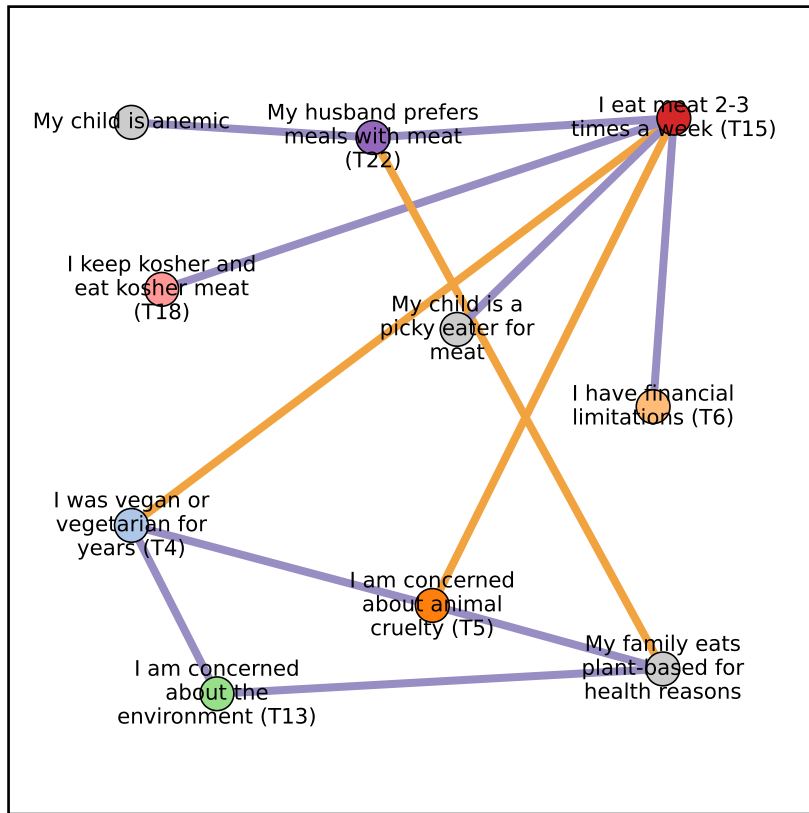 My child is anemic
My husband prefers
meals with meat
(T22)
I eat meat 2-3
times a week (T15)
I keep kosher and
eat kosher meat
(T18)
My child is a
picky eater for
meat
I have financial
limitations (T6)
I was vegan or
vegetarian for
years (T4)
I am concerned
about animal
cruelty (T5)
My family eats
plant-based for
health reasons
I am concerned
about the
environment (T13)